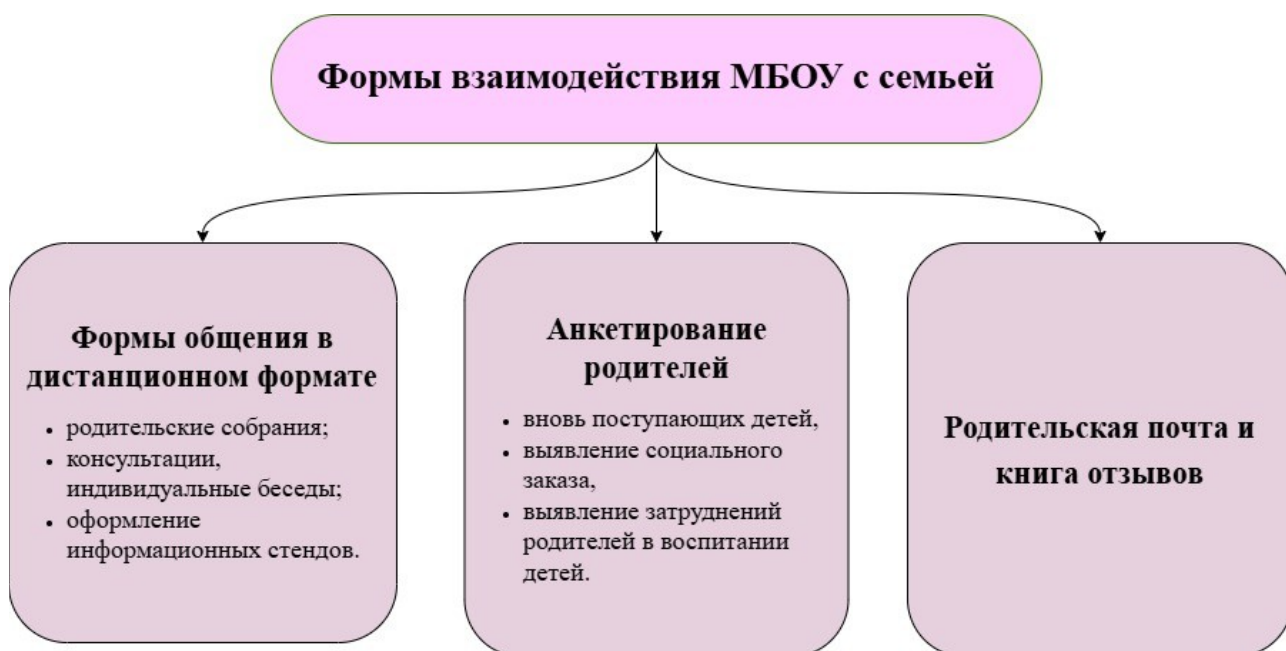 Формы взаимодействия МБОУ с семьей
Формы общения в
дистанционном формате
• родительские собрания;
• консультации,
индивидуальные беседы;
• оформление
информационных стендов.
Анкетирование
родителей
• вновь поступающих детей,
• выявление социального
заказа,
• выявление затруднений
родителей в воспитании
детей.
Родительская почта и
книга отзывов